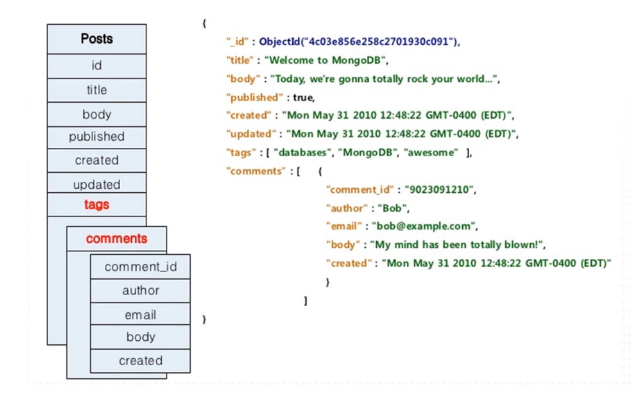 Posts
id
title
body
published
created
updated
tags
comments
comment_id
author
email
body
created
{
"_id" : ObjectId("4c03e856e258c2701930c091"),
"title" : "Welcome to MongoDB",
"body" : "Today, we're gonna totally rock your world...",
"published" : true,
"created" : "Mon May 31 2010 12:48:22 GMT-0400 (EDT)",
"updated" : "Mon May 31 2010 12:48:22 GMT-0400 (EDT)",
"tags" : [ "databases", "MongoDB", "awesome" ],
"comments" : [ {
"comment_id" : "9023091210",
"author" : "Bob",
"email" : "bob@example.com",
"body" : "My mind has been totally blown!",
"created" : "Mon May 31 2010 12:48:22 GMT-0400 (EDT)"
}
]
}